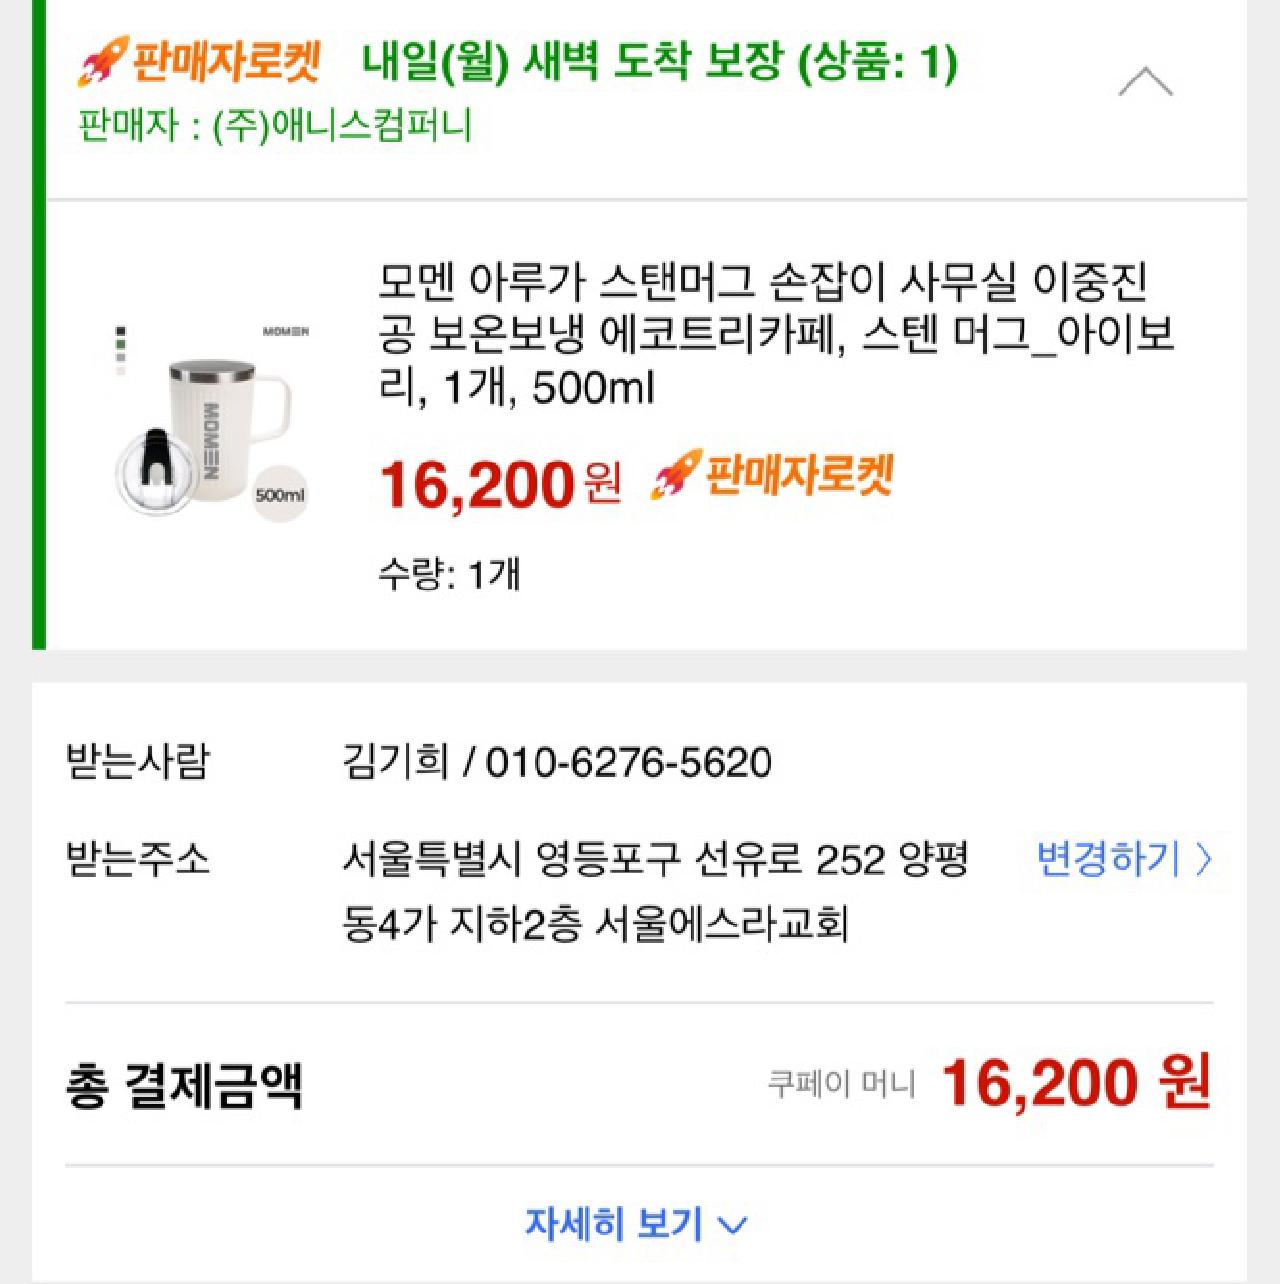 판매자로켓 내일(월) 새벽 도착 보장 (상품: 1)
판매자 : (주)애니스컴퍼니
모멘 아루가 스탠머그 손잡이 사무실 이중진
공 보온보냉 에코트리카페, 스텐 머그_아이보
리, 1개, 500ml
MOMEN
MOMEN
500ml
16,200원 판매자로켓
수량: 1개
받는사람 김기희 / 010-6276-5620
받는주소 서울특별시 영등포구 선유로 252 양평 변경하기
동4가 지하2층 서울에스라교회
총 결제금액 쿠페이 머니 16,200 원
자세히 보기